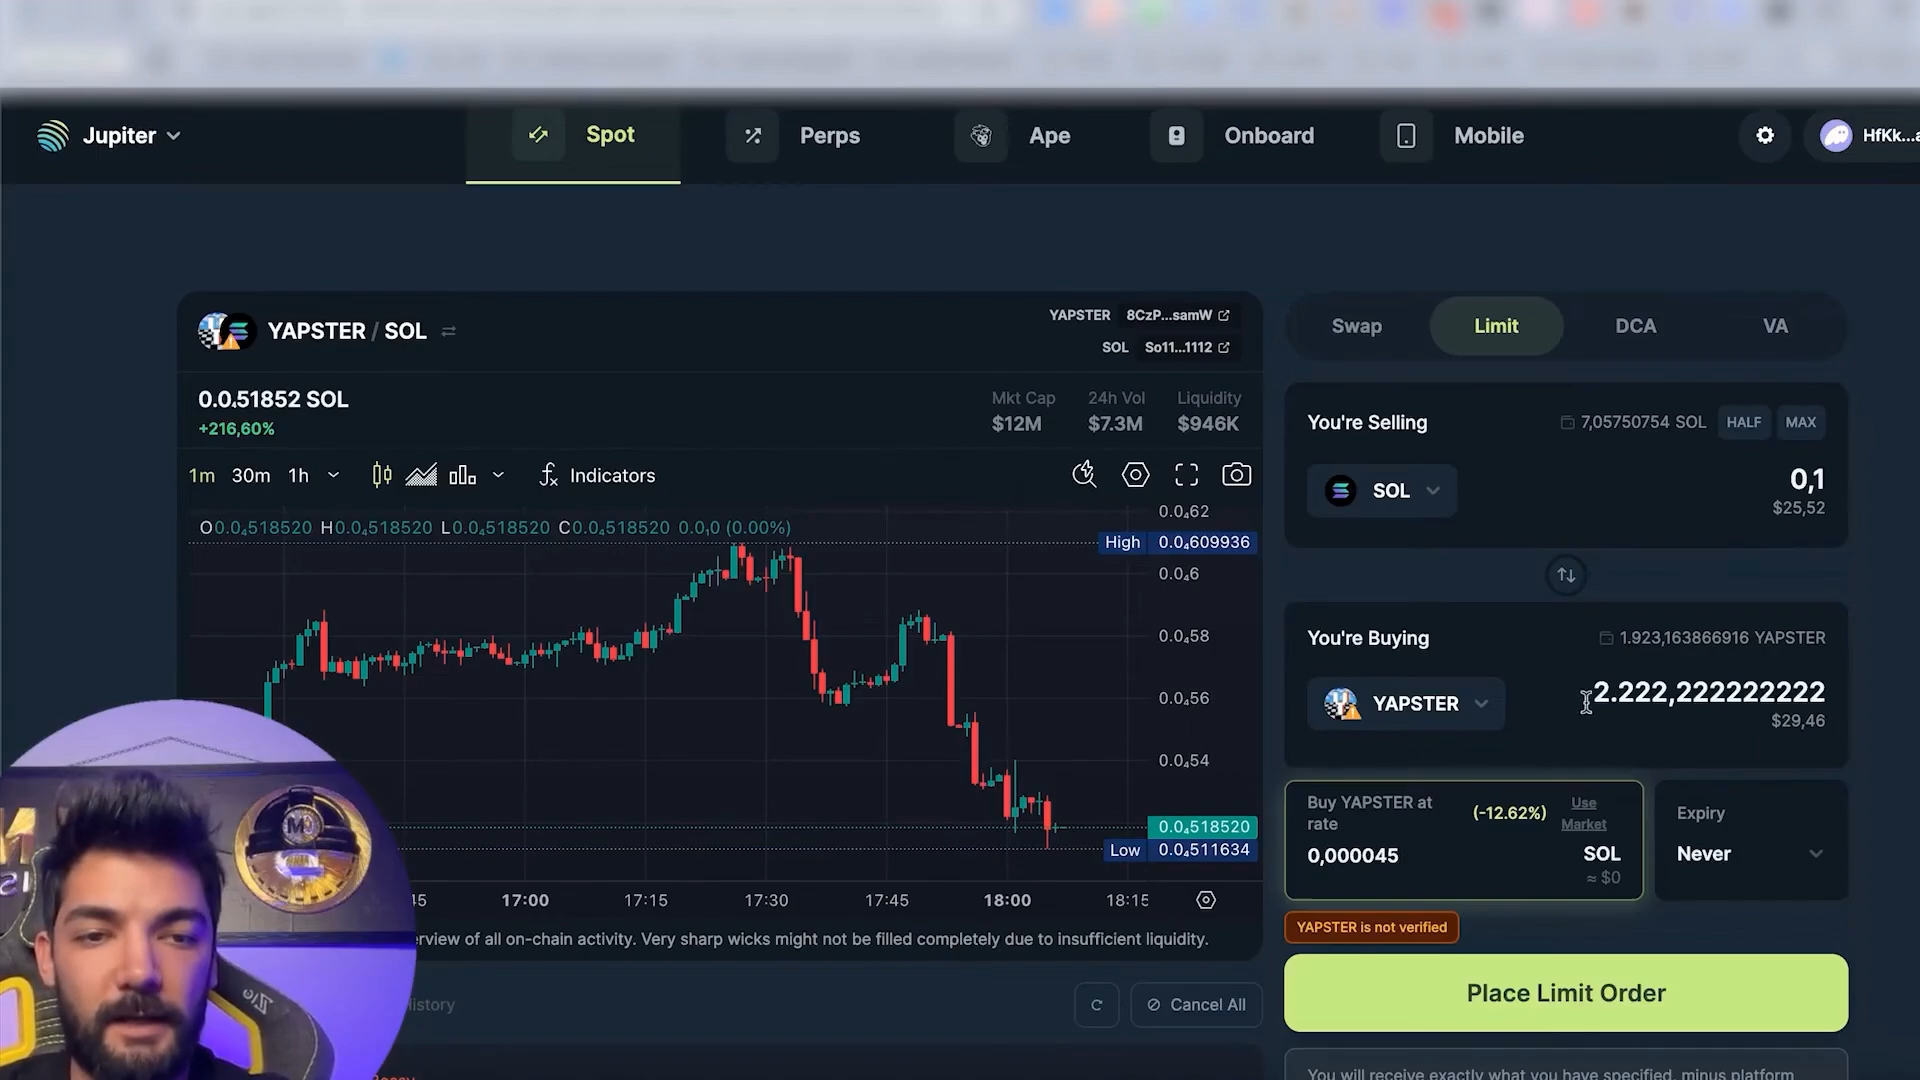 Jupiter
Spot
Perps
Ape
Onboard
Mobile
HfKk...a
YAPSTER / SOL
YAPSTER 8CzP...samW
SOL So11...1112
0.0₄51852 SOL
+216,60%
Mkt Cap
$12M
24h Vol
$7.3M
Liquidity
$946K
1m 30m 1h
Indicators
O0.0₄518520 H0.0₄518520 L0.0₄518520 C0.0₄518520 0.0₁0 (0.00%)
0.0₄62
High 0.0₄609936
0.0₄6
0.0₄58
0.0₄56
0.0₄54
0.0₄518520
Low 0.0₄511634
45 17:00 17:15 17:30 17:45 18:00 18:15
rview of all on-chain activity. Very sharp wicks might not be filled completely due to insufficient liquidity.
History
Cancel All
Swap
Limit
DCA
VA
You're Selling
7,05750754 SOL
HALF
MAX
SOL
0,1
$25,52
You're Buying
1.923,163866916 YAPSTER
YAPSTER
2.222,222222222
$29,46
Buy YAPSTER at
rate
(-12.62%)
Use
Market
0,000045
SOL
≈ $0
Expiry
Never
YAPSTER is not verified
Place Limit Order
You will receive exactly what you have specified, minus platform